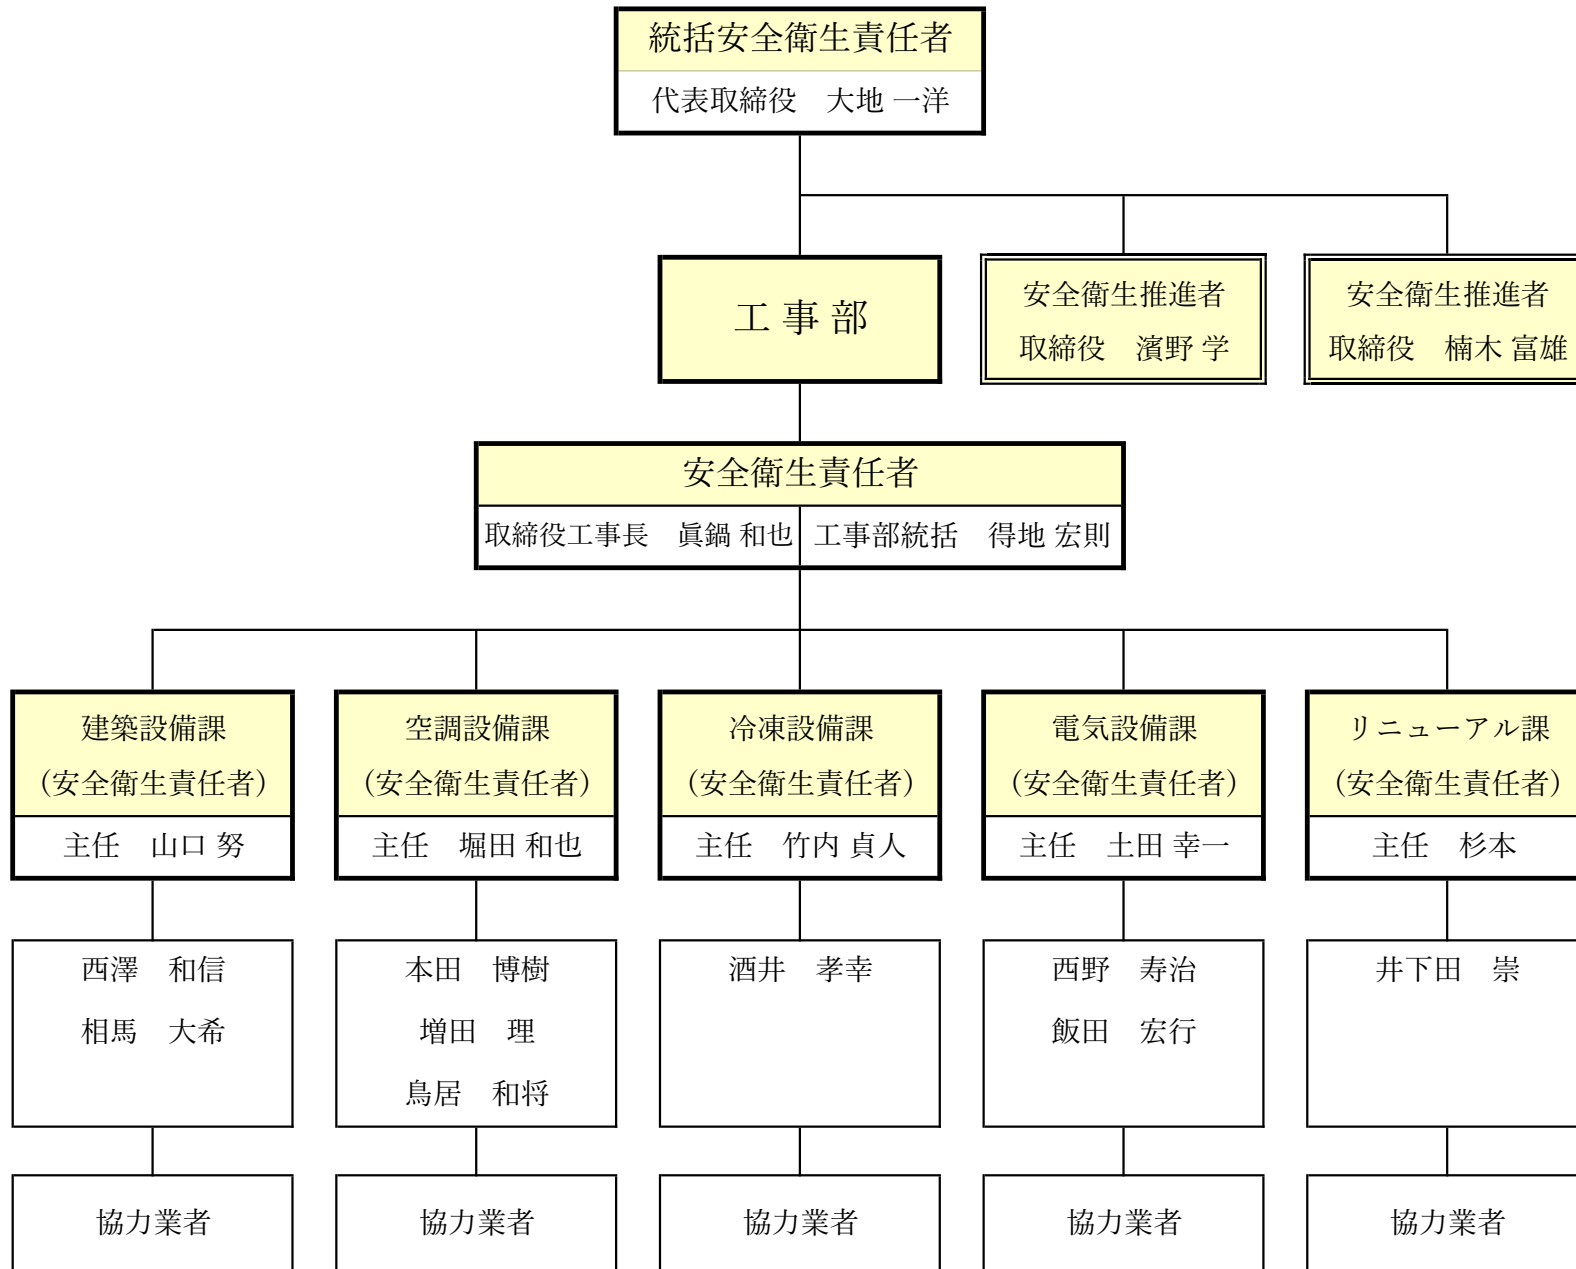 統括安全衛生責任者
代表取締役　大地 一洋
工 事 部
安全衛生推進者
取締役　濱野 学
安全衛生推進者
取締役　楠木 富雄
安全衛生責任者
取締役工事長　眞鍋 和也
工事部統括　得地 宏則
建築設備課
（安全衛生責任者）
主任　山口 努
空調設備課
（安全衛生責任者）
主任　堀田 和也
冷凍設備課
（安全衛生責任者）
主任　竹内 貞人
電気設備課
（安全衛生責任者）
主任　土田 幸一
リニューアル課
（安全衛生責任者）
主任　杉本
西澤　和信
相馬　大希
本田　博樹
増田　理
鳥居　和将
酒井　孝幸
西野　寿治
飯田　宏行
井下田　崇
協力業者
協力業者
協力業者
協力業者
協力業者